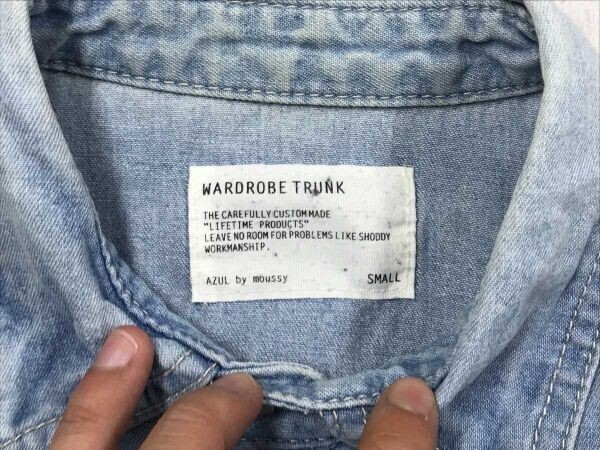 WARDROBE TRUNK
THE CAREFULLY CUSTOM MADE
"LIFETIME PRODUCTS"
LEAVE NO ROOM FOR PROBLEMS LIKE SHODDY
WORKMANSHIP.
AZUL by moussy SMALL